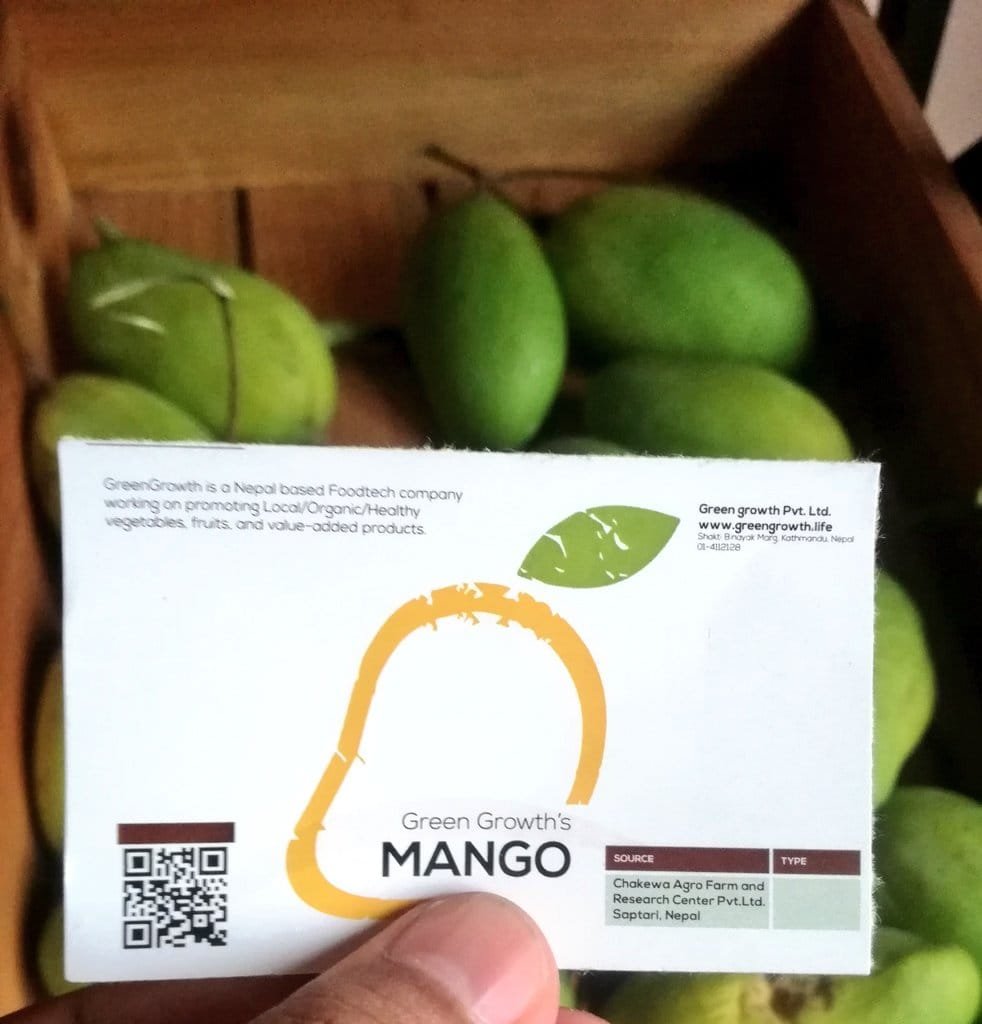 GreenGrowth is a Nepal based Foodtech company
working on promoting Local/Organic/Healthy
vegetables, fruits, and value-added products.
Green growth Pvt. Ltd.
www.greengrowth.life
Shakti Binayak Marg, Kathmandu, Nepal
01-4112128
Green Growth's
MANGO
SOURCE
TYPE
Chakewa Agro Farm and
Research Center Pvt.Ltd.
Saptari, Nepal